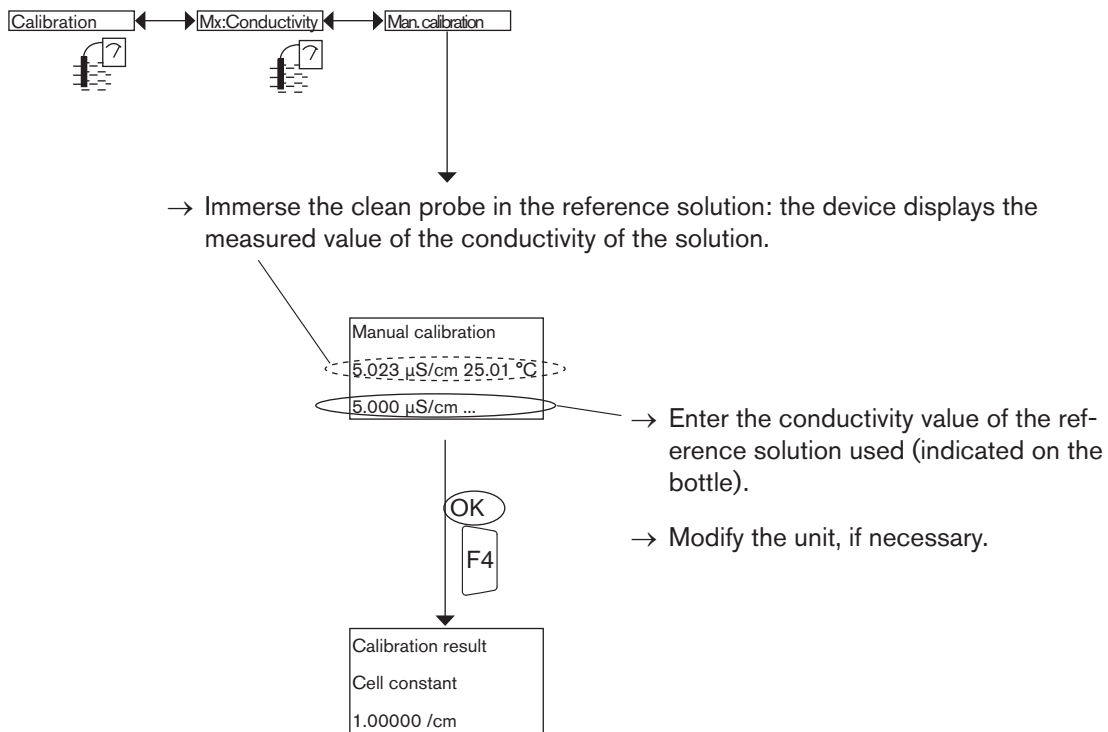 Calibration Mx:Conductivity Man. calibration
→ Immerse the clean probe in the reference solution: the device displays the
measured value of the conductivity of the solution.
Manual calibration
5.023 µS/cm 25.01 °C
5.000 µS/cm ...
→ Enter the conductivity value of the ref-
erence solution used (indicated on the
bottle).
→ Modify the unit, if necessary.
OK
F4
Calibration result
Cell constant
1.00000 /cm